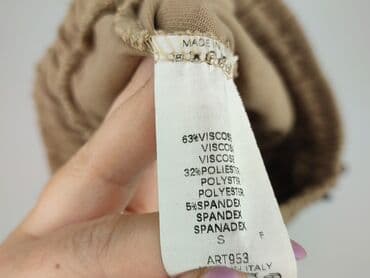 MADE IN
63%VISCOSE
VISCOSE
VISCOSE
32%POLIESTER
POLYSTER
POLYESTER
5%SPANDEX
SPANDEX
SPANADEX
S F
ART953
ITALY